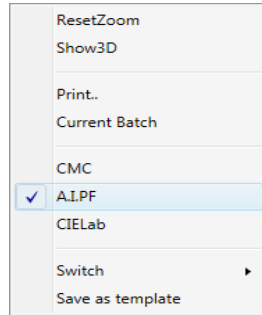 ResetZoom
Show3D
Print..
Current Batch
CMC
A.I.PF
CIELab
Switch
Save as template